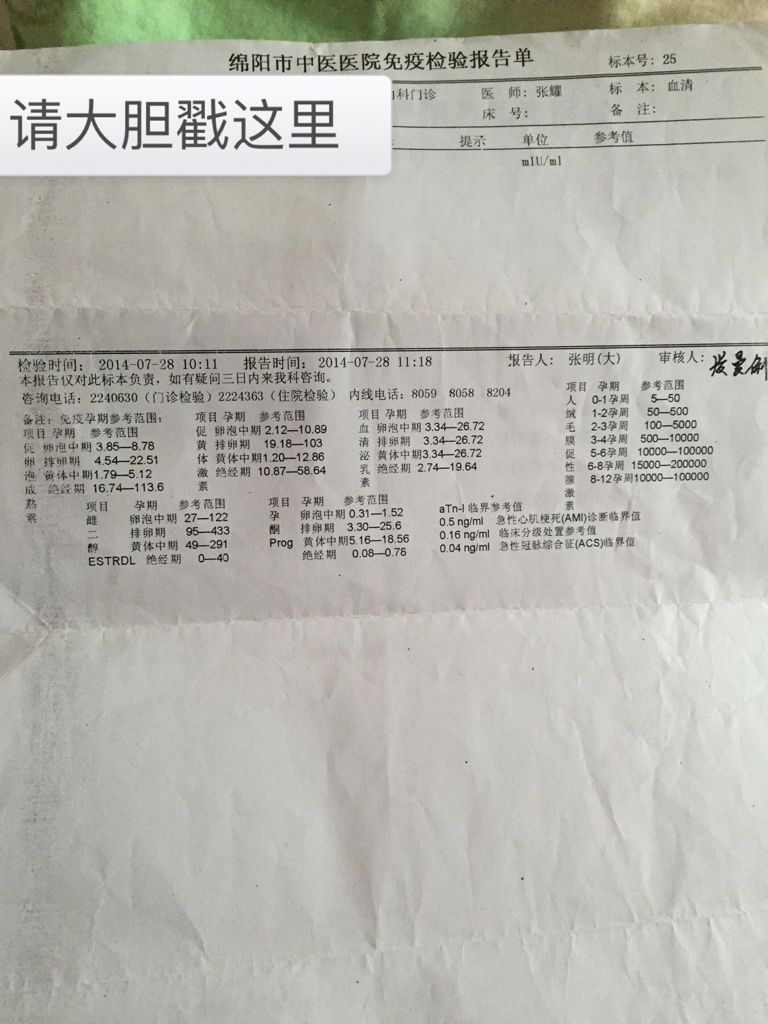 绵阳市中医医院免疫检验报告单
标本号: 25
请大胆戳这里
科门诊 医 师: 张耀 标 本: 血清
床 号: 备 注:
提示 单位 参考值
mIU/ml
检验时间: 2014-07-28 10:11 报告时间: 2014-07-28 11:18 报告人: 张明(大) 审核人:
本报告仅对此标本负责，如有疑问三日内来我科咨询。
咨询电话: 2240630 (门诊检验) 2224363 (住院检验) 内线电话: 8059 8058 8204
备注: 免疫孕期参考范围:
项目 孕期 参考范围
促 卵泡中期 3.85—8.78
卵 排卵期 4.54—22.51
泡 黄体中期1.79—5.12
成 绝经期 16.74—113.6
熟
素
项目 孕期 参考范围
促 卵泡中期 2.12—10.89
黄 排卵期 19.18—103
体 黄体中期1.20—12.86
激 绝经期 10.87—58.64
素
项目 孕期 参考范围
血 卵泡中期 3.34—26.72
清 排卵期 3.34—26.72
泌 黄体中期3.34—26.72
乳 绝经期 2.74—19.64
素
项目 孕期 参考范围
人 0-1孕周 5—50
绒 1-2孕周 50—500
毛 2-3孕周 100—5000
膜 3-4孕周 500—10000
促 5-6孕周 10000—100000
性 6-8孕周 15000—200000
腺 8-12孕周10000—100000
激
素
项目 孕期 参考范围
雌 卵泡中期 27—122
二 排卵期 95—433
醇 黄体中期 49—291
ESTRDL 绝经期 0—40
项目 孕期 参考范围
孕 卵泡中期 0.31—1.52
酮 排卵期 3.30—25.6
Prog 黄体中期5.16—18.56
绝经期 0.08—0.78
aTn-I 临界参考值
0.5 ng/ml 急性心肌梗死(AMI)诊断临界值
0.16 ng/ml 临床分级处置参考值
0.04 ng/ml 急性冠脉综合征(ACS)临界值